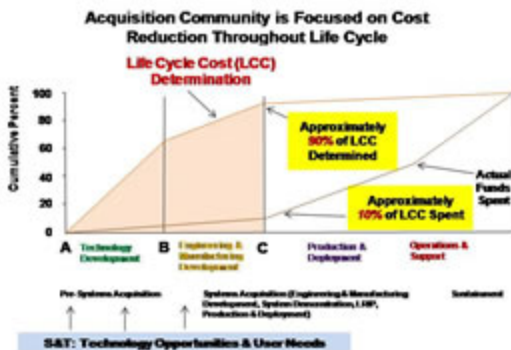 Acquisition Community is Focused on Cost
Reduction Throughout Life Cycle
Life Cycle Cost (LCC)
Determination
Cumulative Percent
100
80
60
40
20
0
Approximately
90% of LCC
Determined
Approximately
10% of LCC Spent
Actual
Funds
Spent
A
B
C
Technology
Development
Engineering &
Manufacturing
Development
Production &
Deployment
Operations &
Support
Pre-Systems Acquisition
Systems Acquisition (Engineering & Manufacturing
Development, System Demonstration, LRIP,
Production & Deployment)
Sustainment
S&T: Technology Opportunities & User Needs